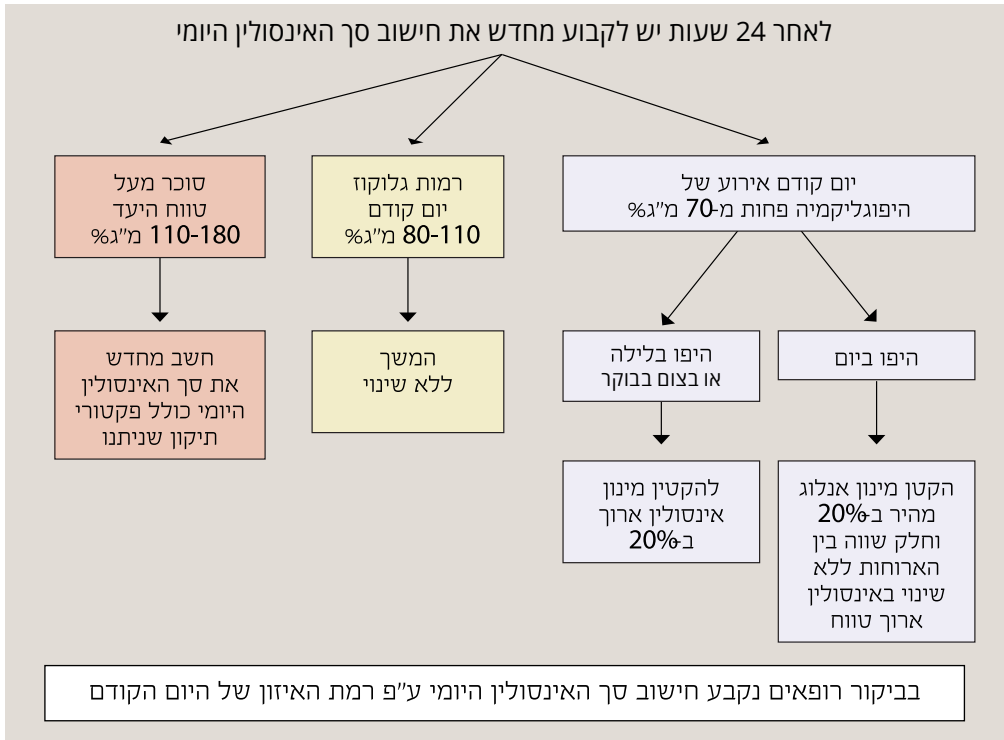 לאחר 24 שעות יש לקבוע מחדש את חישוב סך האינסולין היומי
יום קודם אירוע של
היפוגליקמיה פחות מ-70 מ"ג%
רמות גלוקוז
יום קודם
80-110 מ"ג%
סוכר מעל
טווח היעד
110-180 מ"ג%
היפו ביום
היפו בלילה
או בצום בבוקר
המשך
ללא שינוי
חשב מחדש
את סך האינסולין
היומי כולל פקטורי
תיקון שניתנו
הקטן מינון אנלוג
מהיר ב-20%
וחלק שווה בין
הארוחות ללא
שינוי באינסולין
ארוך טווח
להקטין מינון
אינסולין ארוך
ב-20%
בביקור רופאים נקבע חישוב סך האינסולין היומי ע"פ רמת האיזון של היום הקודם